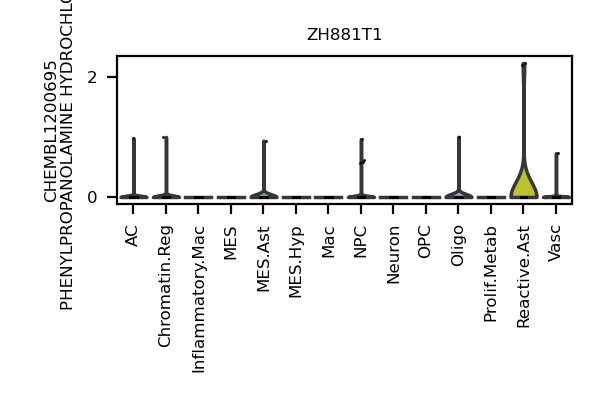 ZH881T1
CHEMBL1200695
PHENYLPROPANOLAMINE
2
0
AC
Chromatin.Reg
Inflammatory.Mac
MES
MES.Ast
MES.Hyp
Mac
NPC
Neuron
OPC
Oligo
Prolif.Metab
Reactive.Ast
Vasc